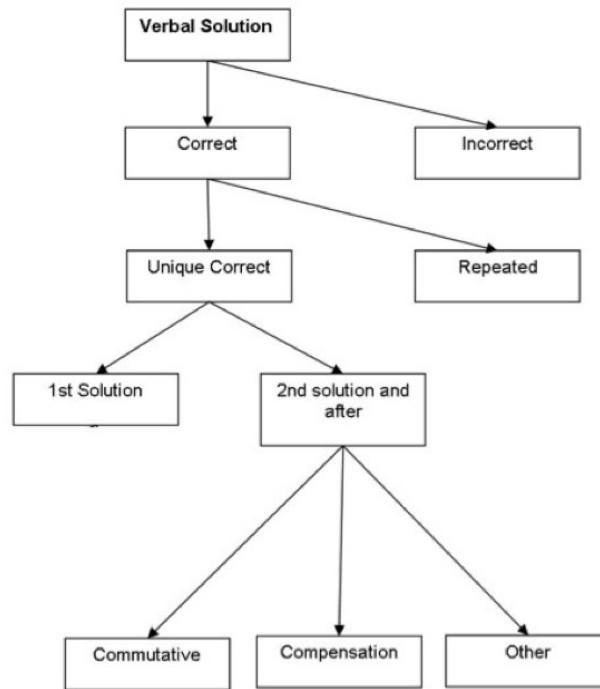 Verbal Solution
Correct
Incorrect
Unique Correct
Repeated
1st Solution
2nd solution and
after
Commutative
Compensation
Other